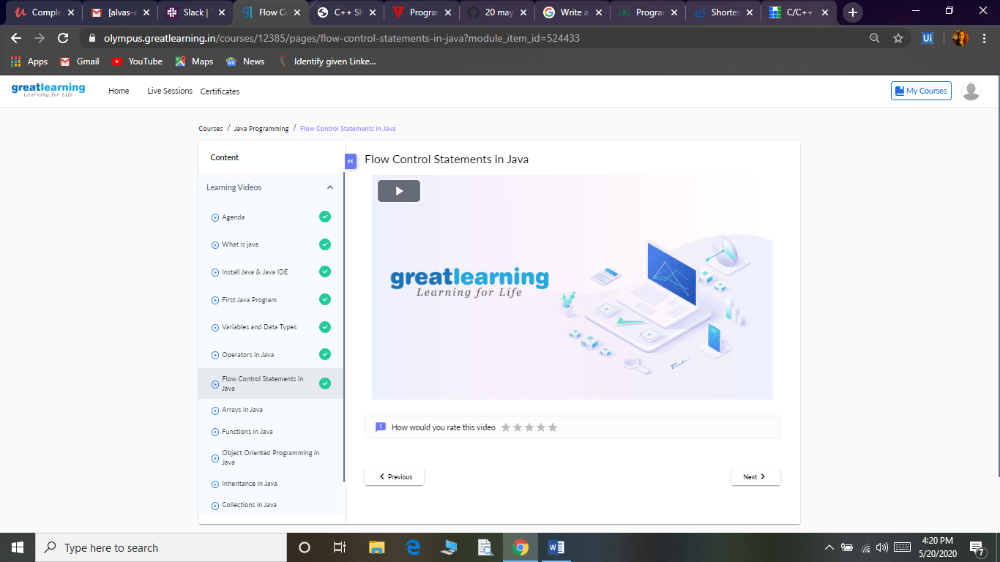 Comple
[alvas-e
Slack |
Flow Co
C++ Sh
Program
20 may
Write a
Program
Shortes
C/C++
olympus.greatlearning.in/courses/12385/pages/flow-control-statements-in-java?module_item_id=524433
Apps
Gmail
YouTube
Maps
News
Identify given Linke...
greatlearning
Learning for Life
Home
Live Sessions
Certificates
My Courses
Courses / Java Programming / Flow Control Statements in Java
Content
Learning Videos
Agenda
What is java
Install Java & Java IDE
First Java Program
Variables and Data Types
Operators in Java
Flow Control Statements in
Java
Arrays in Java
Functions in Java
Object Oriented Programming in
Java
Inheritance in Java
Collections in Java
Flow Control Statements in Java
greatlearning
Learning for Life
How would you rate this video
Previous
Next
Type here to search
4:20 PM
5/20/2020
7